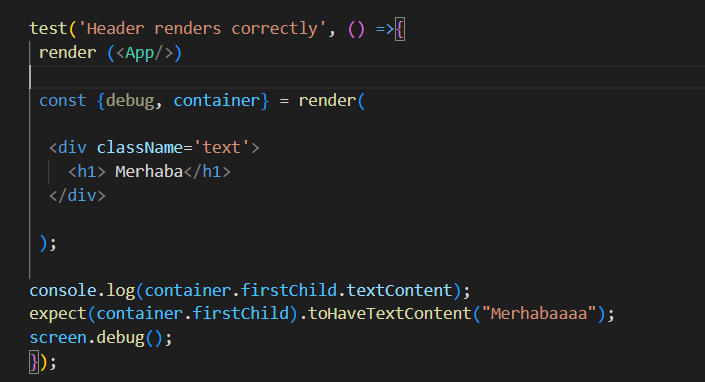 test('Header renders correctly', () =>{
render (<App/>)
const {debug, container} = render(
<div className='text'>
<h1> Merhaba</h1>
</div>
);
console.log(container.firstChild.textContent);
expect(container.firstChild).toHaveTextContent("Merhabaaaa");
screen.debug();
});